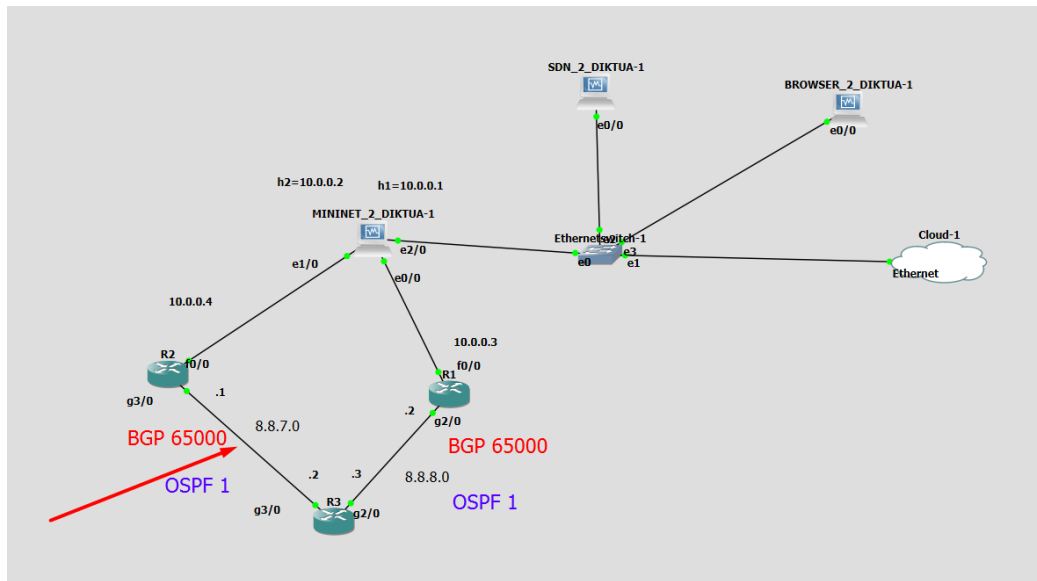 SDN_2_DIKTUA-1
BROWSER_2_DIKTUA-1
e0/0
e0/0
h2=10.0.0.2
h1=10.0.0.1
MININET_2_DIKTUA-1
Cloud-1
Ethernetswitch-1
e2
e3
e2/0
e0
e1
e1/0
Ethernet
e0/0
10.0.0.4
10.0.0.3
R2
f0/0
f0/0
R1
g3/0
.1
.2
g2/0
8.8.7.0
BGP 65000
BGP 65000
.2
.3
8.8.8.0
OSPF 1
OSPF 1
R3
g3/0
g2/0